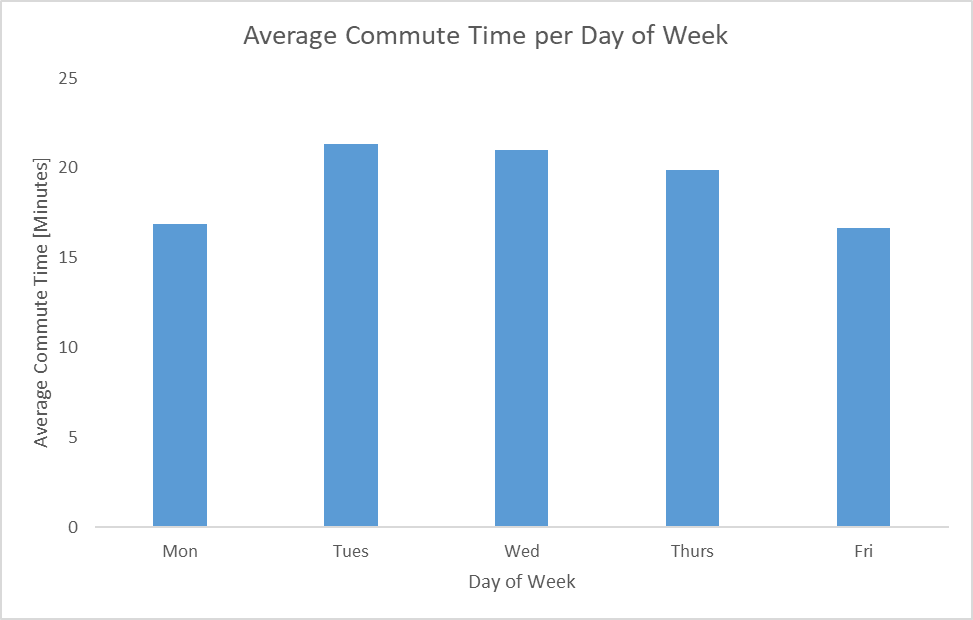 Average Commute Time per Day of Week
Average Commute Time [Minutes]
25
20
15
10
5
0
Mon Tues Wed Thurs Fri
Day of Week